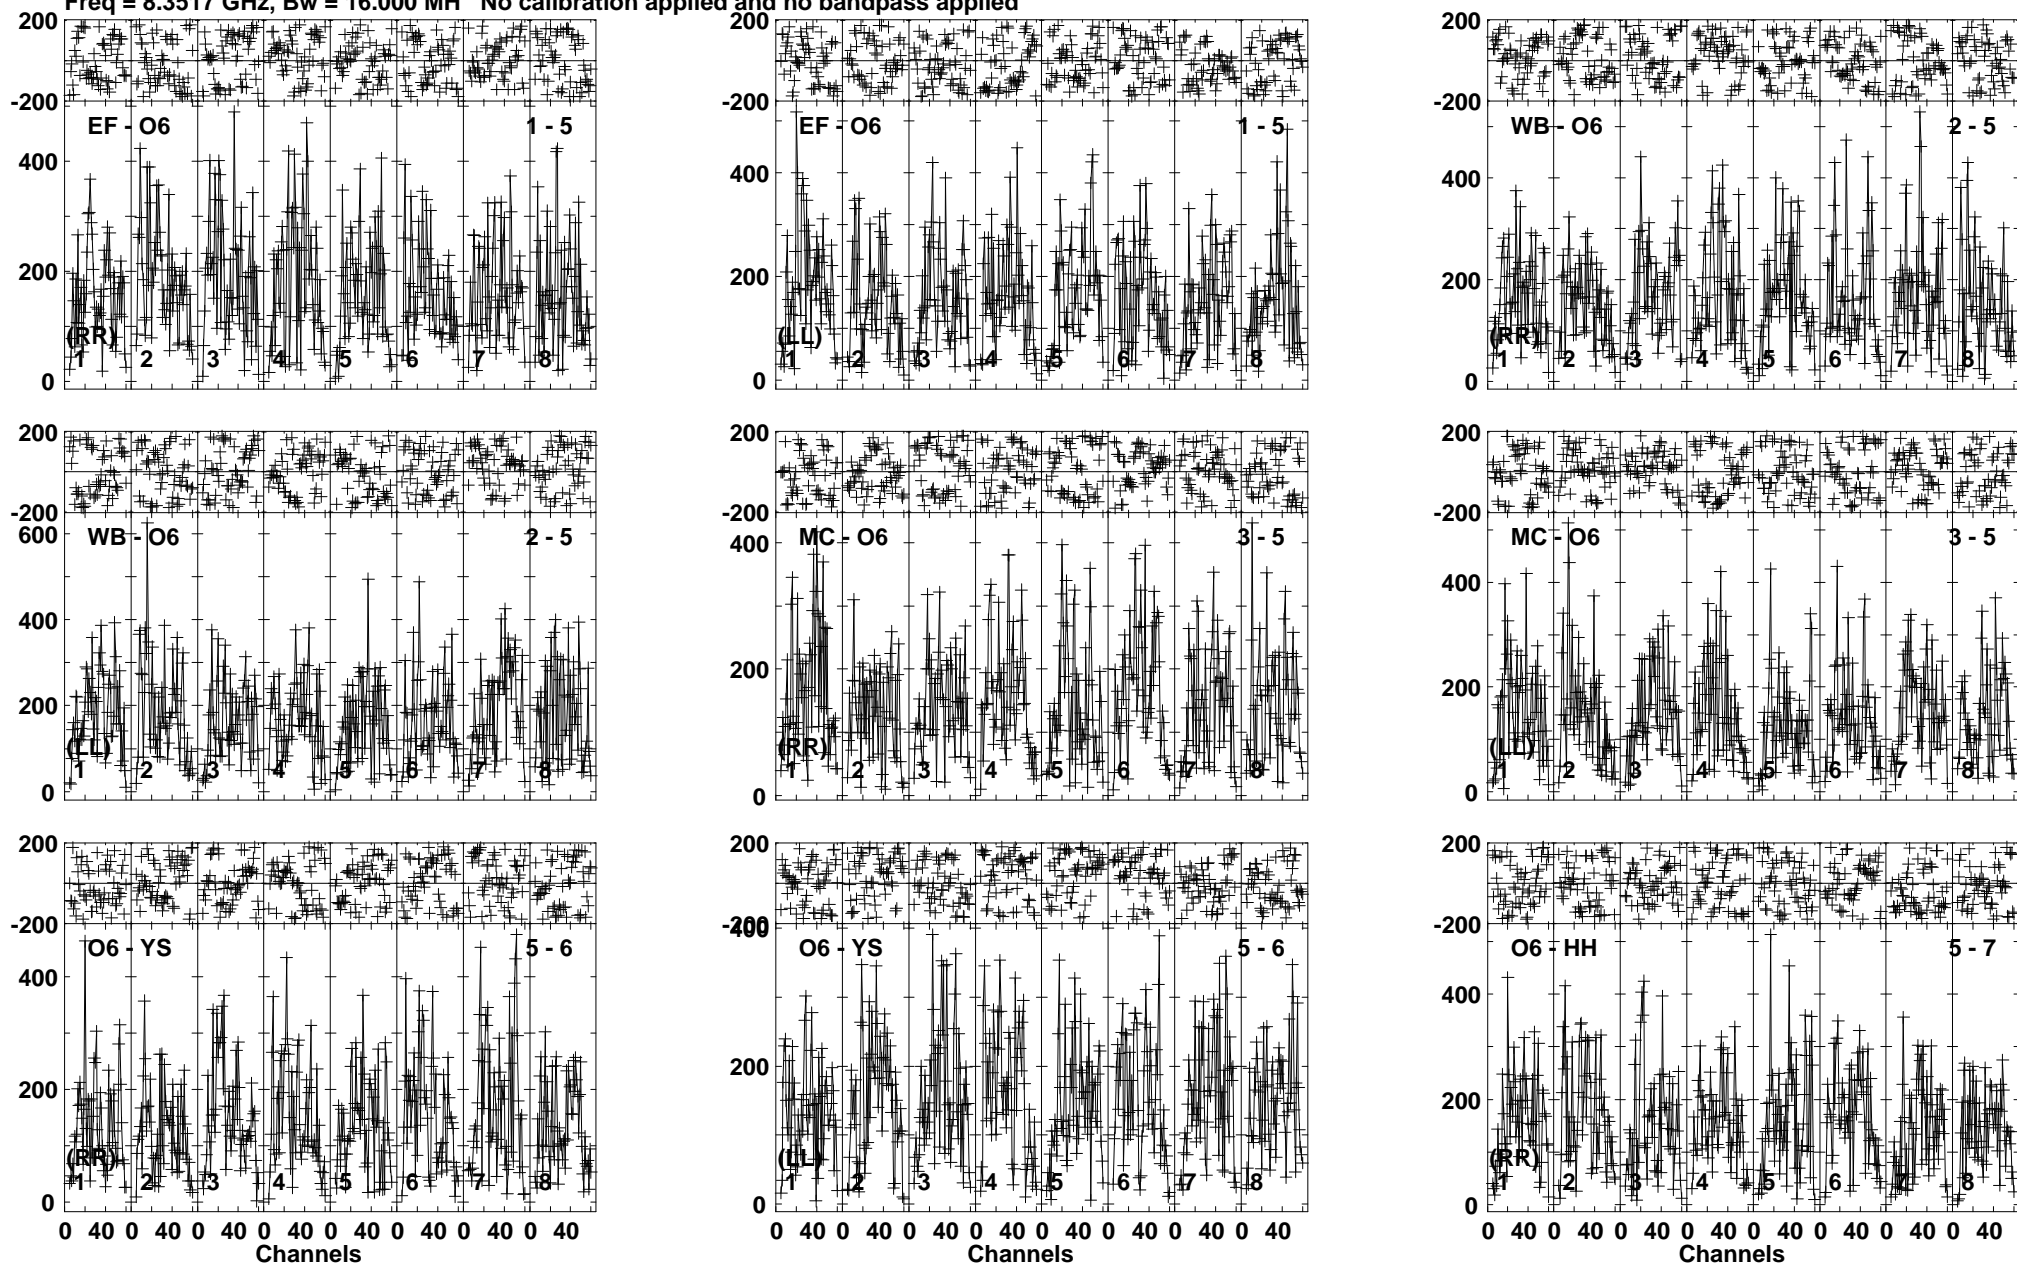 Freq = 8.3517 GHz, Bw = 16.000 MH No calibration applied and no bandpass applied
200 200 200
-200 -200 -200
EF - O6 1 - 5 EF - O6 1 - 5 WB - O6 2 - 5
400 400 400
200 200 200
(RR) (LL) (RR)
1 2 3 4 5 6 7 8 1 2 3 4 5 6 7 8 1 2 3 4 5 6 7 8
0 0 0
200 200 200
-200 -200 -200
600
WB - O6 2 - 5 MC - O6 3 - 5 MC - O6 3 - 5
400 400 400
200 200 200
(LL) (RR) (LL)
1 2 3 4 5 6 7 8 1 2 3 4 5 6 7 8 1 2 3 4 5 6 7 8
0 0 0
200 200 200
-200 -200 -200
400
O6 - YS 5 - 6 O6 - YS 5 - 6 O6 - HH 5 - 7
400 400
200 200 200
(RR) (LL) (RR)
1 2 3 4 5 6 7 8 1 2 3 4 5 6 7 8 1 2 3 4 5 6 7 8
0 0 0
0 40 0 40 0 40 0 40 0 40 0 40 0 40 0 40 0 40 0 40 0 40 0 40 0 40 0 40 0 40 0 40 0 40 0 40 0 40 0 40 0 40 0 40 0 40 0 40
Channels Channels Channels